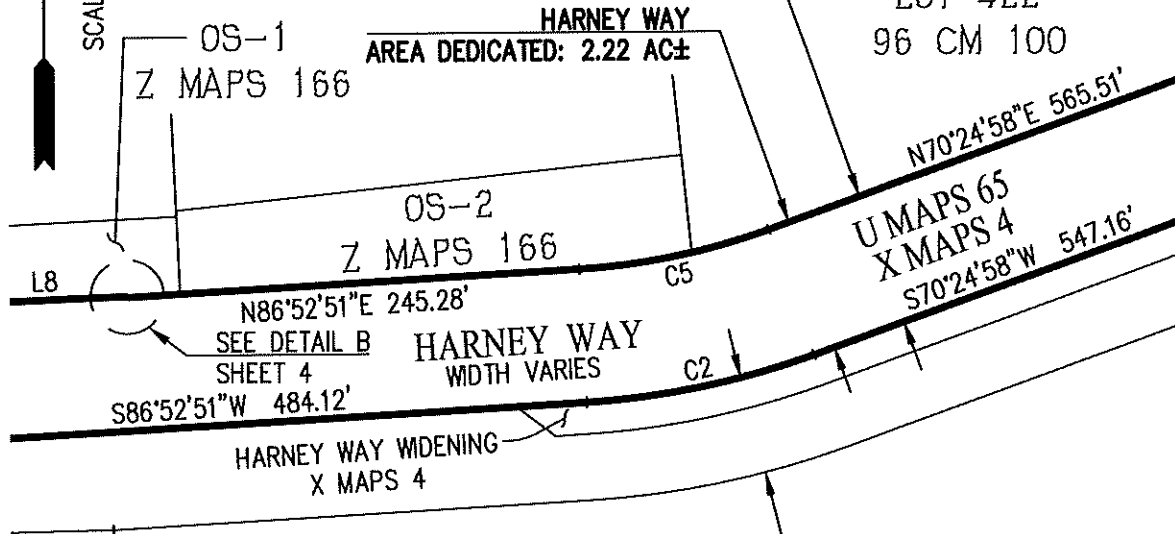 SCAL
OS-1
Z MAPS 166
HARNEY WAY
AREA DEDICATED: 2.22 AC±
96 CM 100
N70°24'58"E 565.51'
OS-2
Z MAPS 166
U MAPS 65
X MAPS 4
S70°24'58"W 547.16'
L8
C5
N86°52'51"E 245.28'
SEE DETAIL B
SHEET 4
HARNEY WAY
WIDTH VARIES
C2
S86°52'51"W 484.12'
HARNEY WAY WIDENING
X MAPS 4